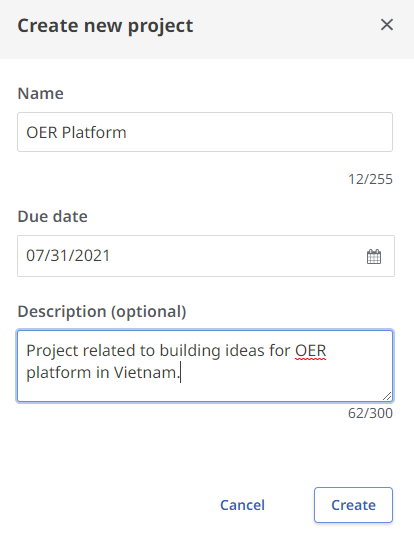 Create new project
Name
OER Platform
12/255
Due date
07/31/2021
Description (optional)
Project related to building ideas for OER
platform in Vietnam.
62/300
Cancel
Create